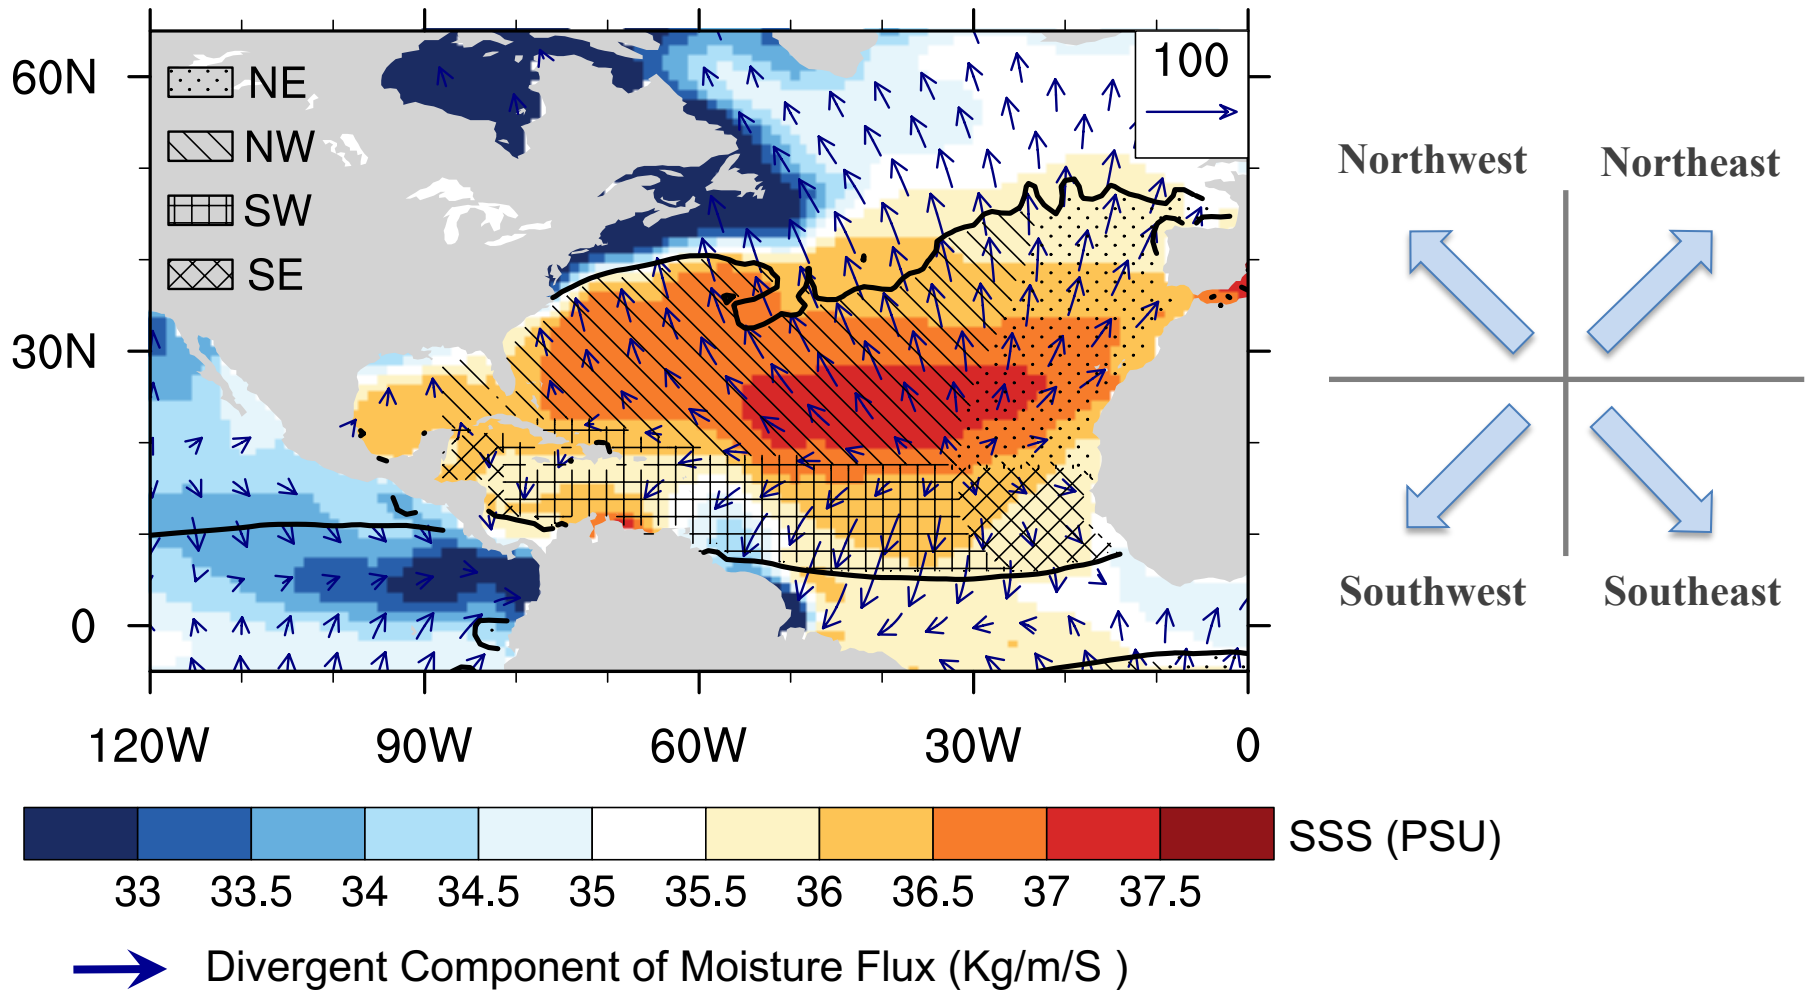 100
60N
NE
NW
SW
SE
30N
0
120W 90W 60W 30W 0
Northwest Northeast
Southwest Southeast
33 33.5 34 34.5 35 35.5 36 36.5 37 37.5
SSS (PSU)
Divergent Component of Moisture Flux (Kg/m/S )